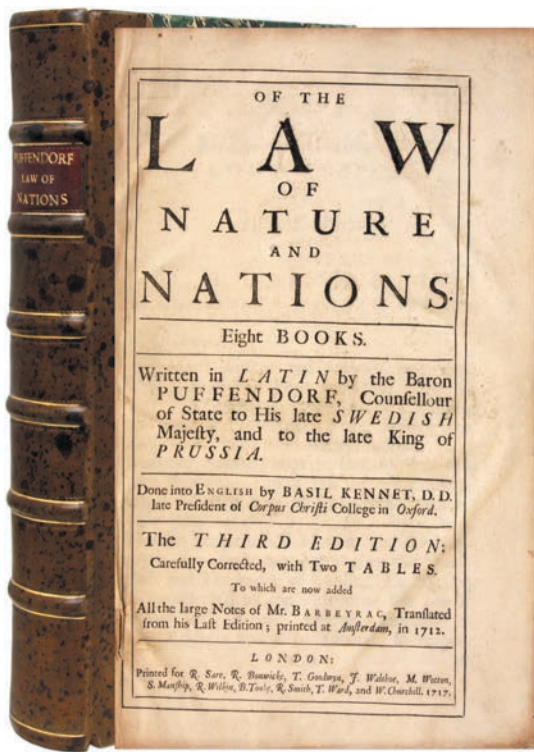 PUFFENDORF
LAW OF
NATIONS
OF THE
LAW
OF
NATURE
AND
NATIONS.
Eight BOOKS.
Written in LATIN by the Baron
PUFFENDORF, Counſellour
of State to His late SWEDISH
Majeſty, and to the late King of
PRUSSIA.
Done into ENGLISH by BASIL KENNET, D. D.
late Preſident of Corpus Chriſti College in Oxford.
The THIRD EDITION:
Carefully Corrected, with Two TABLES.
To which are now added
All the large Notes of Mr. BARBEYRAC, Tranſlated
from his Laſt Edition; printed at Amſterdam, in 1712.
LONDON:
Printed for R. Sare, R. Bonwicke, T. Goodwyn, J. Walthoe, M. Wotton,
S. Manſhip, R. Wilkin, B. Tooke, R. Smith, T. Ward, and W. Churchill. 1717.